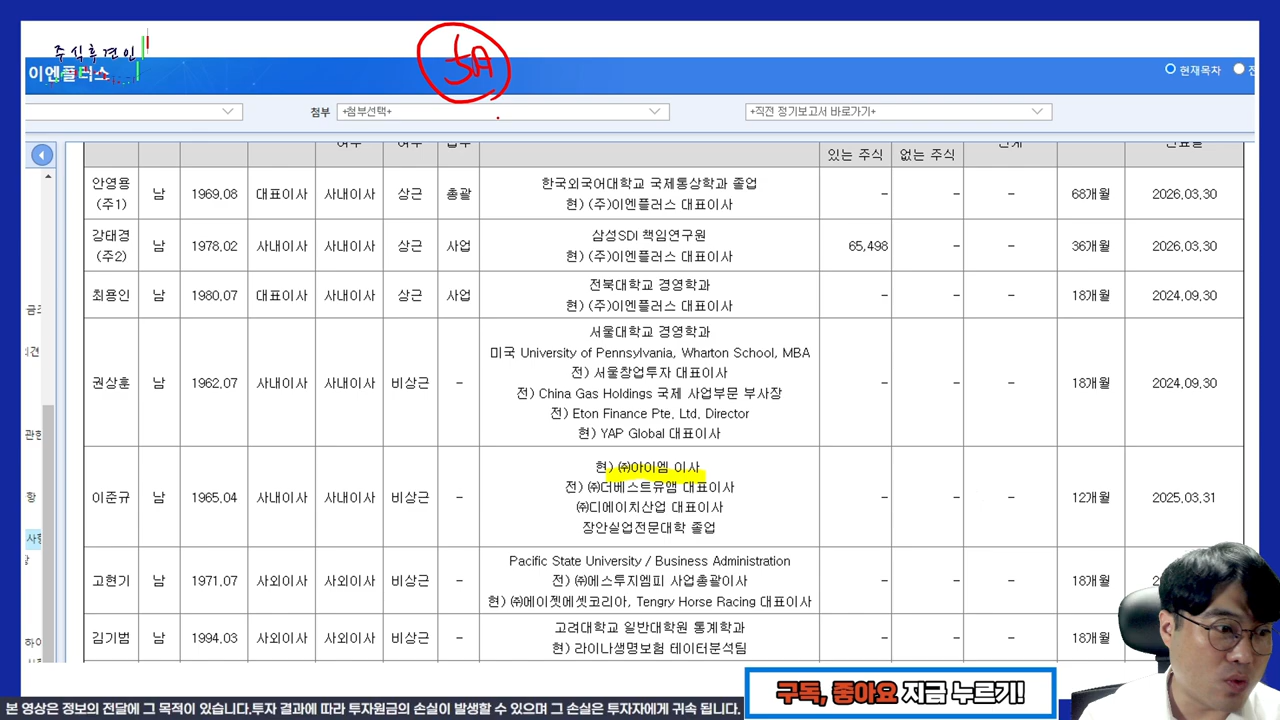 주식후견인
이엔플러스
현재목차
첨부
+첨부선택+
+직전 정기보고서 바로가기+
있는 주식
없는 주식
안영용
(주1)
남
1969.08
대표이사
사내이사
상근
총괄
한국외국어대학교 국제통상학과 졸업
현) (주)이엔플러스 대표이사
-
-
-
68개월
2026.03.30
강태경
(주2)
남
1978.02
사내이사
사내이사
상근
사업
삼성SDI 책임연구원
현) (주)이엔플러스 대표이사
65,498
-
-
36개월
2026.03.30
최용인
남
1980.07
대표이사
사내이사
상근
사업
전북대학교 경영학과
현) (주)이엔플러스 대표이사
-
-
-
18개월
2024.09.30
권상훈
남
1962.07
사내이사
사내이사
비상근
-
서울대학교 경영학과
미국 University of Pennsylvania, Wharton School, MBA
전) 서울창업투자 대표이사
전) China Gas Holdings 국제 사업부문 부사장
전) Eton Finance Pte. Ltd. Director
현) YAP Global 대표이사
-
-
-
18개월
2024.09.30
이준규
남
1965.04
사내이사
사내이사
비상근
-
현) ㈜아이엠 이사
전) ㈜더베스트유앰 대표이사
㈜디에이치산업 대표이사
장안실업전문대학 졸업
-
-
-
12개월
2025.03.31
고현기
남
1971.07
사외이사
사외이사
비상근
-
Pacific State University / Business Administration
전) ㈜에스투지엠피 사업총괄이사
현) ㈜에이젯에셋코리아, Tengry Horse Racing 대표이사
-
-
-
18개월
김기범
남
1994.03
사외이사
사외이사
비상근
-
고려대학교 일반대학원 통계학과
현) 라이나생명보험 테이터분석팀
-
-
-
18개월
구독, 좋아요 지금 누르기!
본 영상은 정보의 전달에 그 목적이 있습니다.투자 결과에 따라 투자원금의 손실이 발생할 수 있으며 그 손실은 투자자에게 귀속 됩니다.